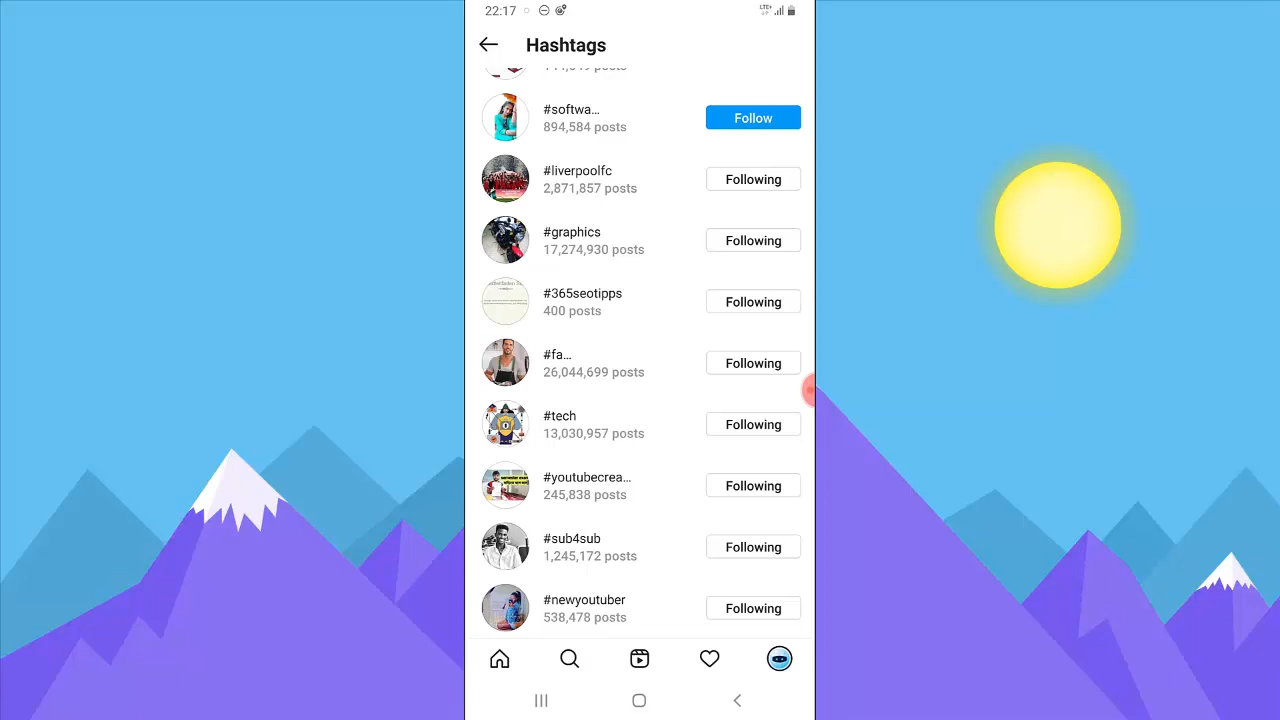 22:17
LTE+
Hashtags
posts
#softwa...
894,584 posts
Follow
#liverpoolfc
2,871,857 posts
Following
#graphics
17,274,930 posts
Following
#365seotipps
400 posts
Following
#fa...
26,044,699 posts
Following
#tech
13,030,957 posts
Following
#youtubecrea...
245,838 posts
Following
#sub4sub
1,245,172 posts
Following
#newyoutuber
538,478 posts
Following